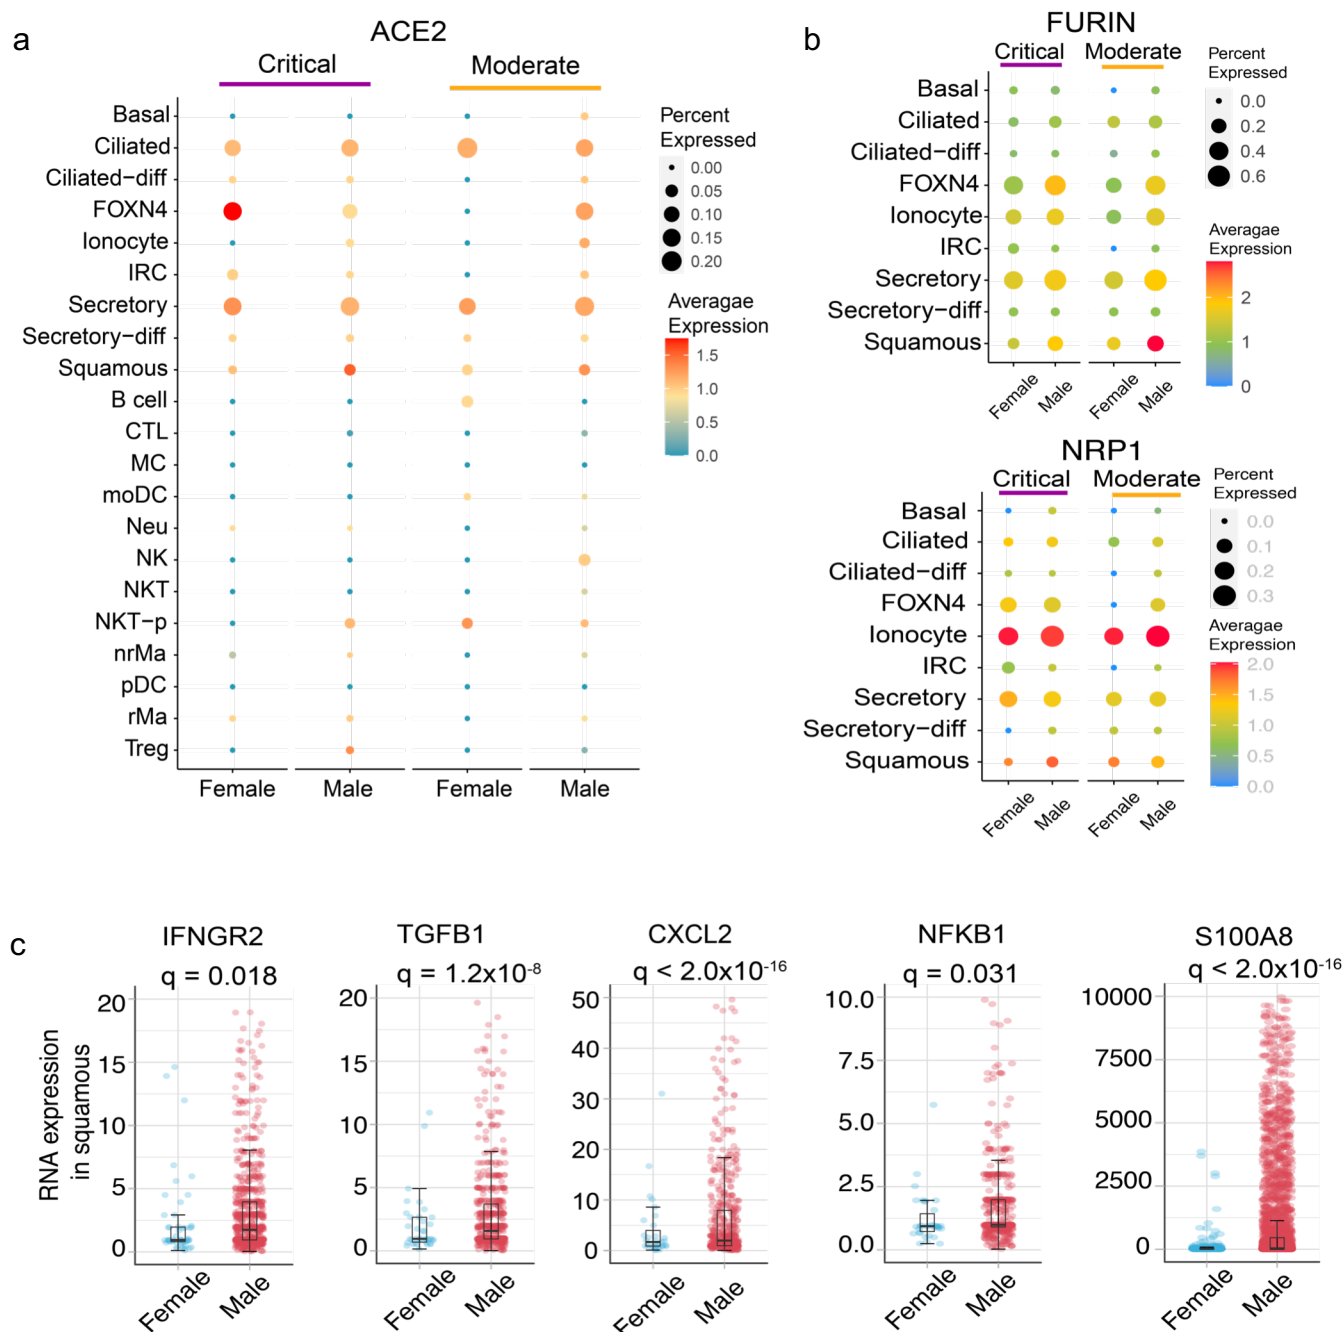 a
ACE2
Critical
Moderate
Basal
Ciliated
Ciliated-diff
FOXN4
Ionocyte
IRC
Secretory
Secretory-diff
Squamous
B cell
CTL
MC
moDC
Neu
NK
NKT
NKT-p
nrMa
pDC
rMa
Treg
Female
Male
Female
Male
Percent
Expressed
0.00
0.05
0.10
0.15
0.20
Averagae
Expression
1.5
1.0
0.5
0.0
b
FURIN
Critical
Moderate
Basal
Ciliated
Ciliated-diff
FOXN4
Ionocyte
IRC
Secretory
Secretory-diff
Squamous
Female
Male
Female
Male
Percent
Expressed
0.0
0.2
0.4
0.6
Averagae
Expression
2
1
0
NRP1
Critical
Moderate
Basal
Ciliated
Ciliated-diff
FOXN4
Ionocyte
IRC
Secretory
Secretory-diff
Squamous
Female
Male
Female
Male
Percent
Expressed
0.0
0.1
0.2
0.3
Averagae
Expression
2.0
1.5
1.0
0.5
0.0
c
RNA expression
in squamous
IFNGR2
q = 0.018
20
15
10
5
0
Female
Male
TGFB1
q = 1.2x10⁻⁸
20
15
10
5
0
Female
Male
CXCL2
q < 2.0x10⁻¹⁶
50
40
30
20
10
0
Female
Male
NFKB1
q = 0.031
10.0
7.5
5.0
2.5
0.0
Female
Male
S100A8
q < 2.0x10⁻¹⁶
10000
7500
5000
2500
0
Female
Male